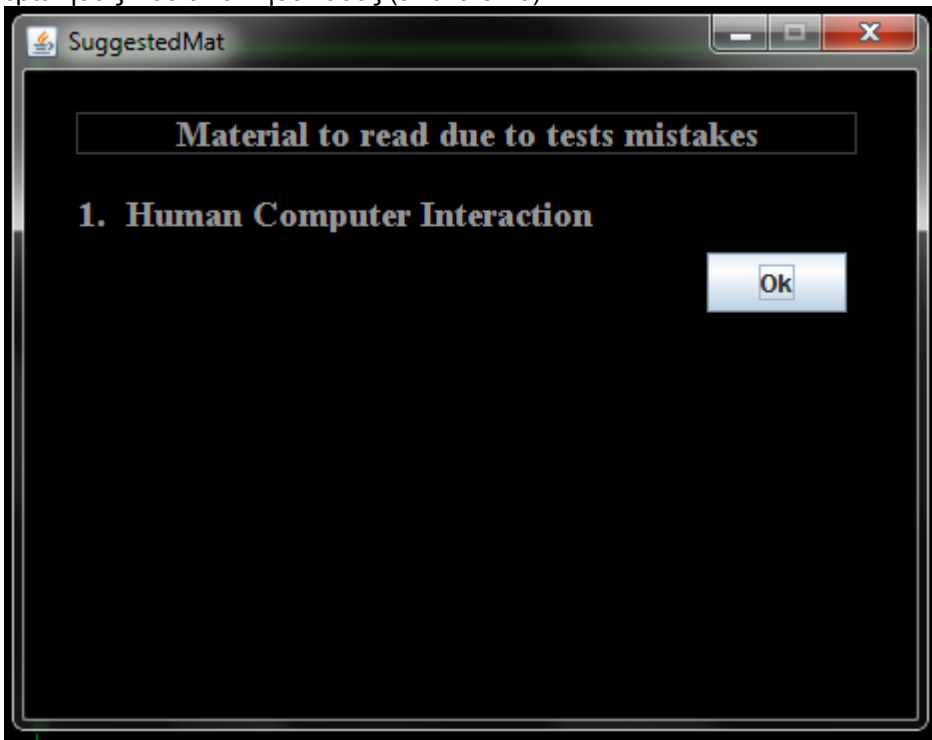 SuggestedMat
Material to read due to tests mistakes
1. Human Computer Interaction
Ok